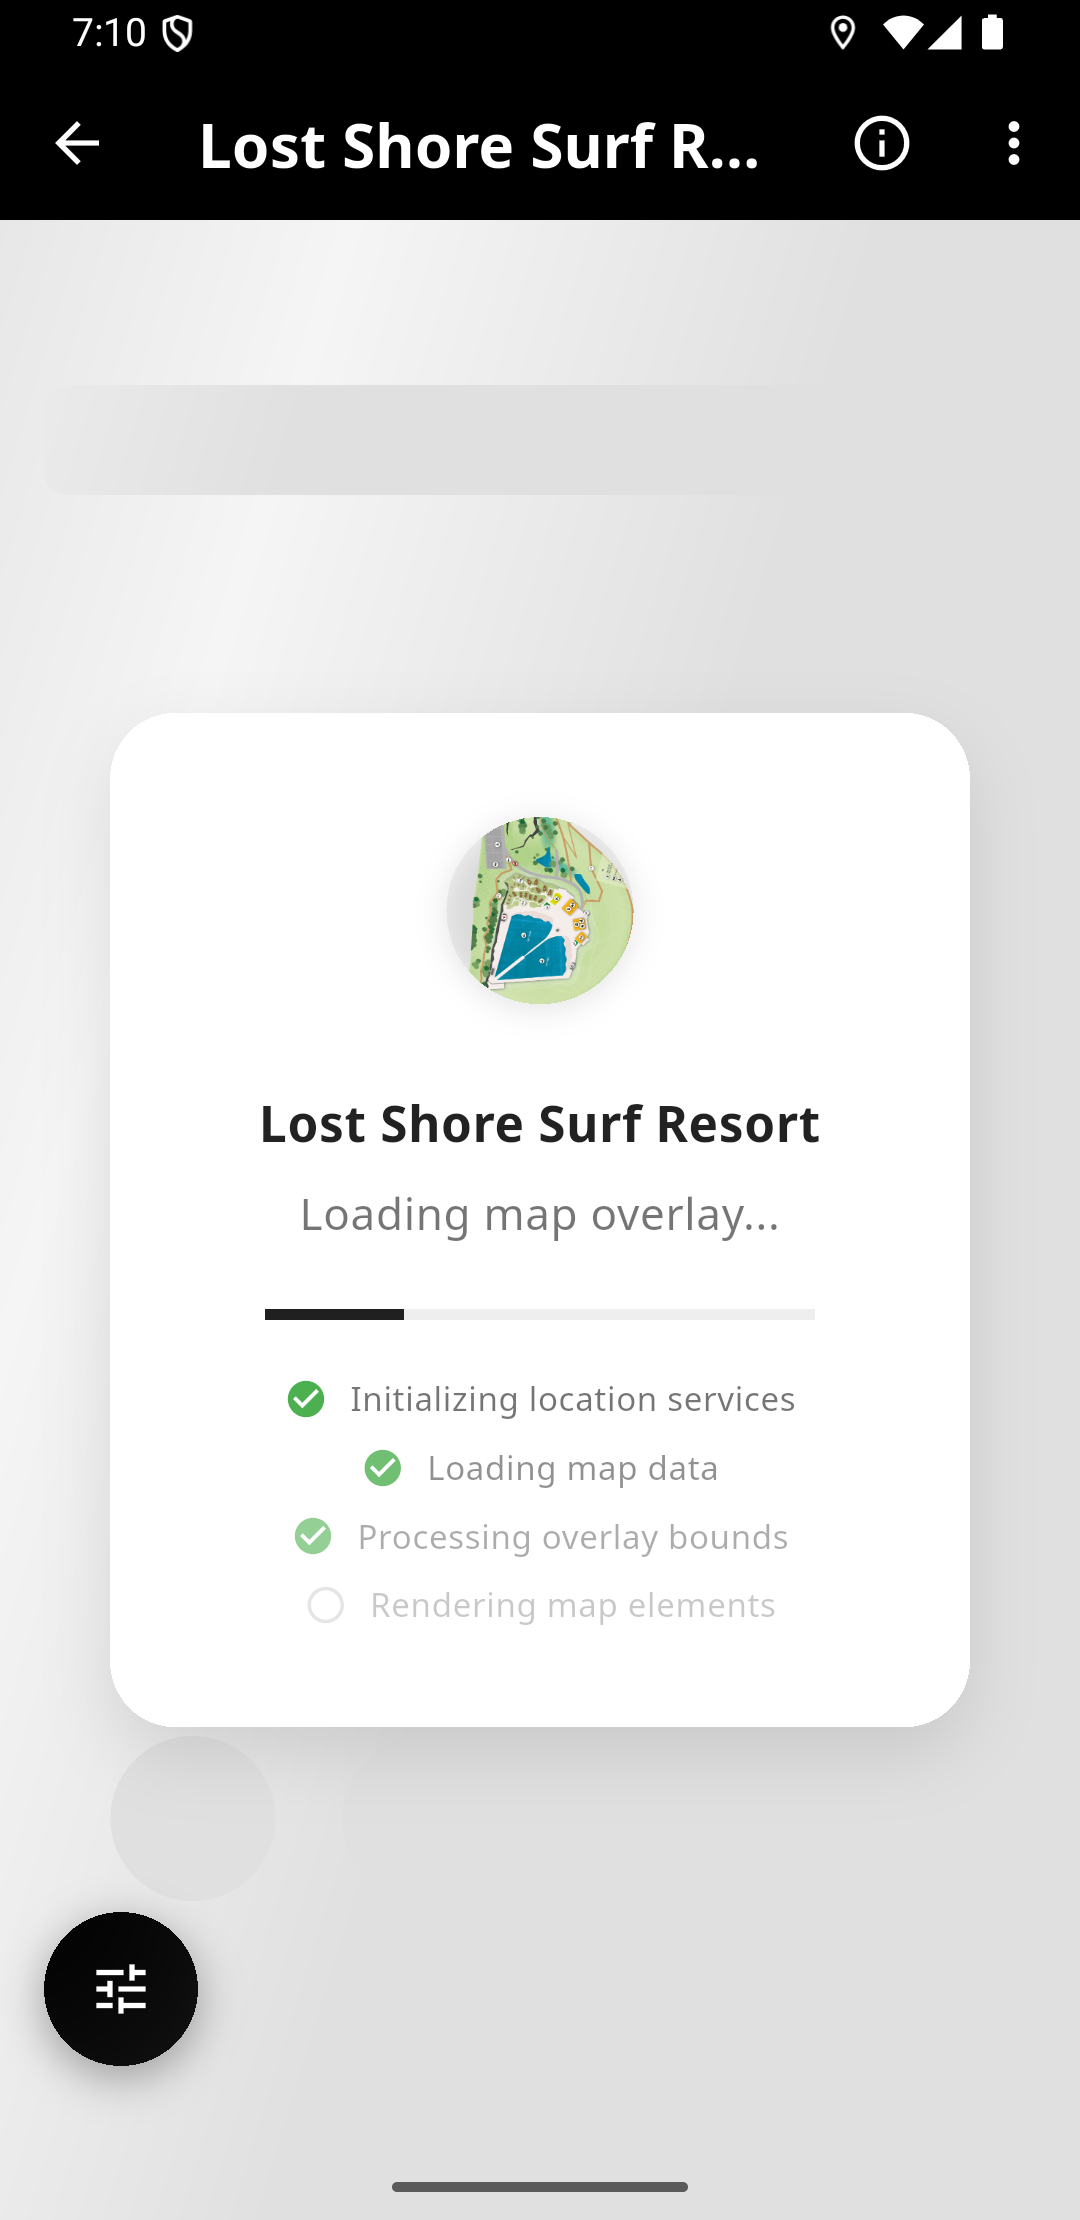 7:10
Lost Shore Surf R...
Lost Shore Surf Resort
Loading map overlay...
Initializing location services
Loading map data
Processing overlay bounds
Rendering map elements